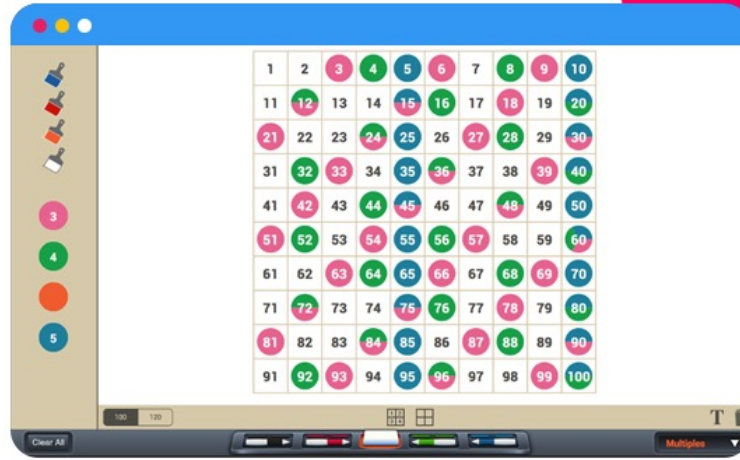 1 2 3 4 5 6 7 8 9 10
11 12 13 14 15 16 17 18 19 20
21 22 23 24 25 26 27 28 29 30
31 32 33 34 35 36 37 38 39 40
41 42 43 44 45 46 47 48 49 50
51 52 53 54 55 56 57 58 59 60
61 62 63 64 65 66 67 68 69 70
71 72 73 74 75 76 77 78 79 80
81 82 83 84 85 86 87 88 89 90
91 92 93 94 95 96 97 98 99 100
3
4
5
100 120
T
Clear All
Multiples